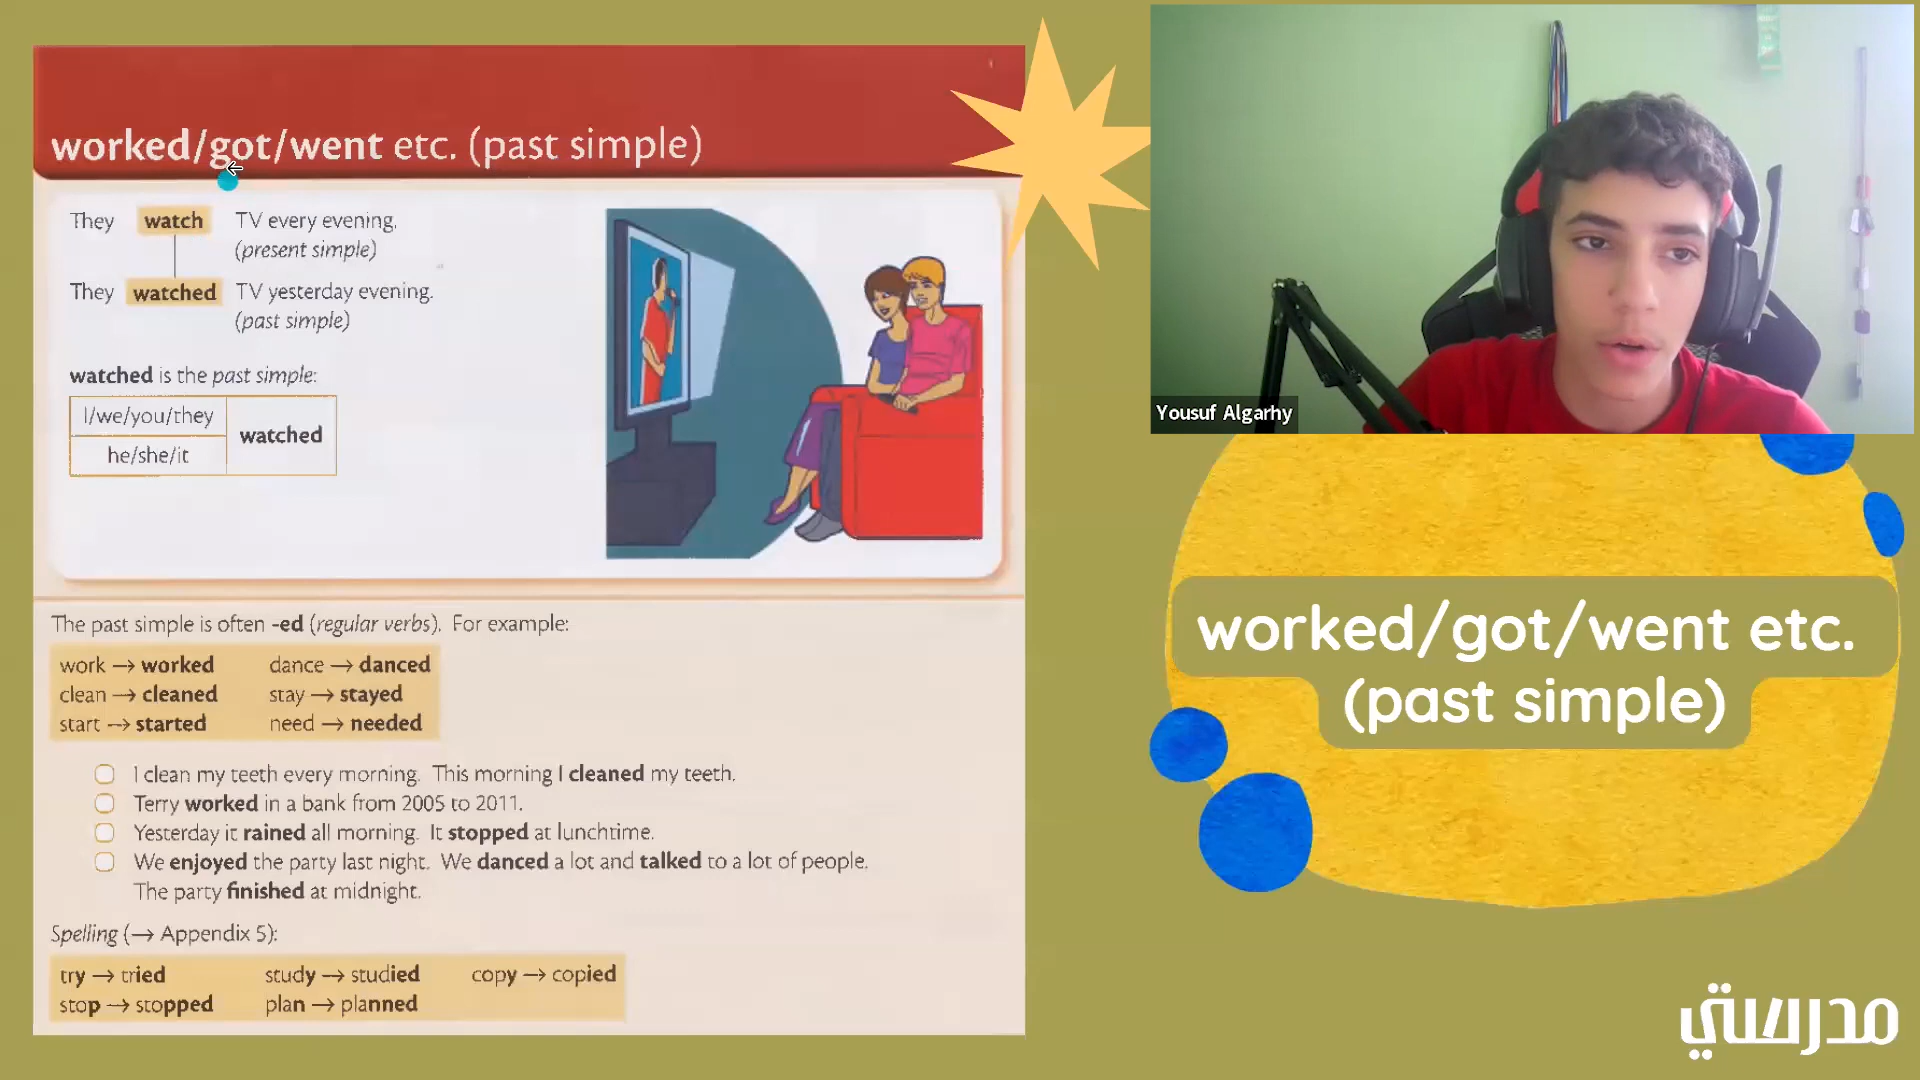 worked/got/went etc. (past simple)
They watch TV every evening.
(present simple)
They watched TV yesterday evening.
(past simple)
watched is the past simple:
I/we/you/they
he/she/it
watched
The past simple is often -ed (regular verbs). For example:
work → worked dance → danced
clean → cleaned stay → stayed
start → started need → needed
I clean my teeth every morning. This morning I cleaned my teeth.
Terry worked in a bank from 2005 to 2011.
Yesterday it rained all morning. It stopped at lunchtime.
We enjoyed the party last night. We danced a lot and talked to a lot of people.
The party finished at midnight.
Spelling (→ Appendix 5):
try → tried study → studied copy → copied
stop → stopped plan → planned
Yousuf Algarhy
worked/got/went etc.
(past simple)
مدرستي